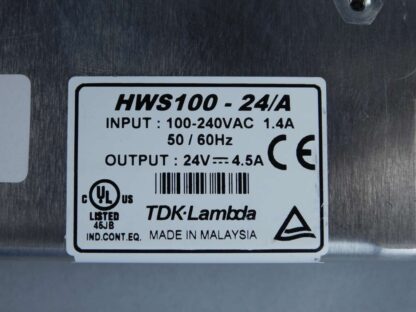 HWS100 - 24/A
INPUT : 100-240VAC 1.4A
50 / 60Hz
OUTPUT : 24V⎓ 4.5A
CE
C UL US
LISTED
46JB
IND.CONT.EQ.
TDK-Lambda
MADE IN MALAYSIA